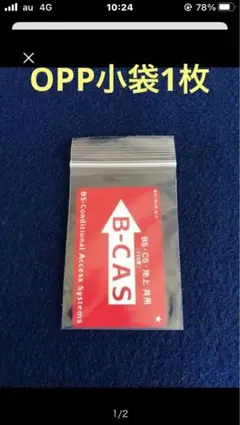 au 4G
10:24
78%
OPP小袋1枚
B-CAS
BS・CS・地上 共用
BS-Conditional Access Systems
1/2